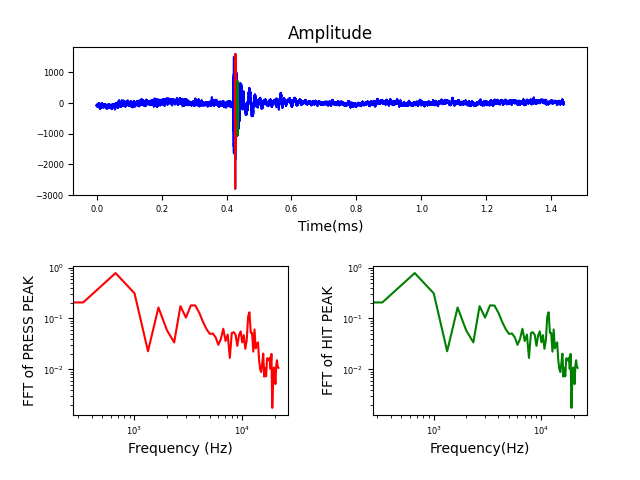 Amplitude
1000
0
−1000
−2000
−3000
0.0 0.2 0.4 0.6 0.8 1.0 1.2 1.4
Time(ms)
FFT of PRESS PEAK
10⁰
10⁻¹
10⁻²
10³ 10⁴
Frequency (Hz)
FFT of HIT PEAK
10⁰
10⁻¹
10⁻²
10³ 10⁴
Frequency(Hz)